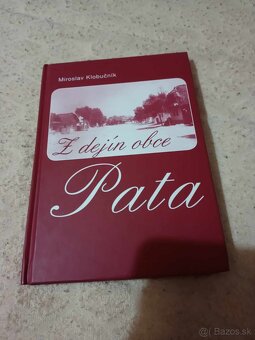 Miroslav Klobučník
Z dejín obce
Pata
Bazos.sk